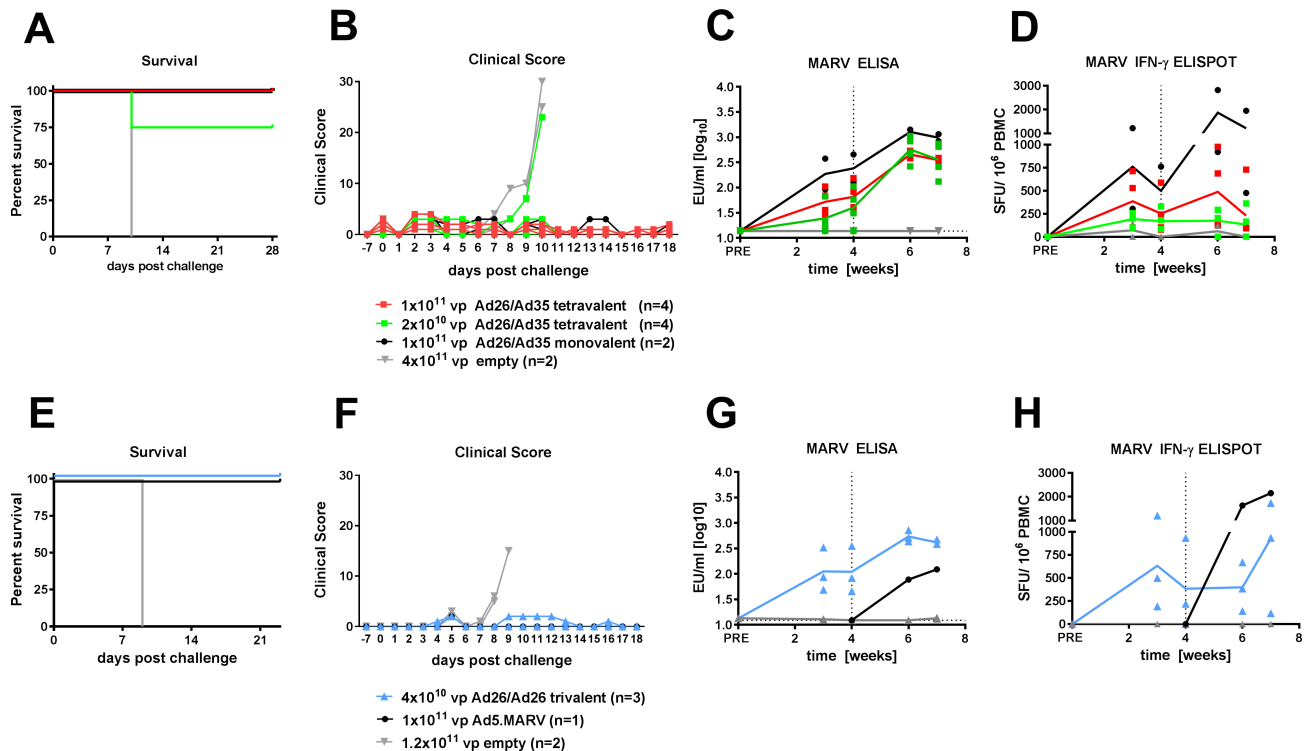 A
Survival
Percent survival
100
75
50
25
0
0 7 14 21 28
days post challenge
B
Clinical Score
Clinical Score
30
20
10
0
-7 0 1 2 3 4 5 6 7 8 9 10 11 12 13 14 15 16 17 18
days post challenge
C
MARV ELISA
EU/ml [log10]
4.0
3.5
3.0
2.5
2.0
1.5
1.0
PRE 2 4 6 8
time [weeks]
D
MARV IFN-γ ELISPOT
SFU/ 10⁶ PBMC
3000
2000
1000
1000
750
500
250
0
PRE 2 4 6 8
time [weeks]
1x10¹¹ vp Ad26/Ad35 tetravalent (n=4)
2x10¹⁰ vp Ad26/Ad35 tetravalent (n=4)
1x10¹¹ vp Ad26/Ad35 monovalent (n=2)
4x10¹¹ vp empty (n=2)
E
Survival
Percent survival
100
75
50
25
0
0 7 14 21
days post challenge
F
Clinical Score
Clinical Score
30
20
10
0
-7 0 1 2 3 4 5 6 7 8 9 10 11 12 13 14 15 16 17 18
days post challenge
G
MARV ELISA
EU/ml [log10]
4.0
3.5
3.0
2.5
2.0
1.5
1.0
PRE 2 4 6 8
time [weeks]
H
MARV IFN-γ ELISPOT
SFU/ 10⁶ PBMC
3000
2000
1000
1000
750
500
250
0
PRE 2 4 6 8
time [weeks]
4x10¹⁰ vp Ad26/Ad26 trivalent (n=3)
1x10¹¹ vp Ad5.MARV (n=1)
1.2x10¹¹ vp empty (n=2)